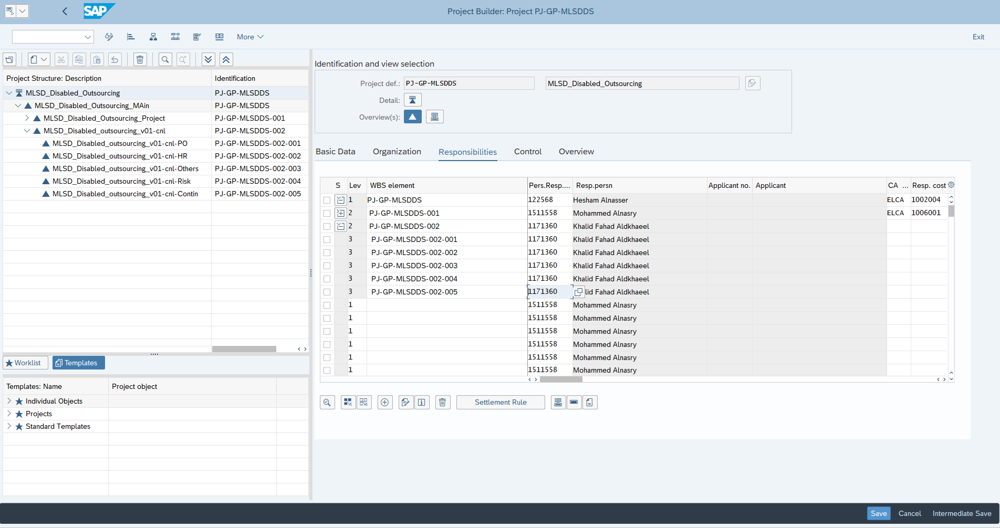 SAP
Project Builder: Project PJ-GP-MLSDDS
More
Exit
Project Structure: Description Identification
MLSD_Disabled_Outsourcing PJ-GP-MLSDDS
MLSD_Disabled_Outsourcing_MAin PJ-GP-MLSDDS
MLSD_Disabled_Outsourcing_Project PJ-GP-MLSDDS-001
MLSD_Disabled_outsourcing_v01-cnl PJ-GP-MLSDDS-002
MLSD_Disabled_outsourcing_v01-cnl-PO PJ-GP-MLSDDS-002-001
MLSD_Disabled_outsourcing_v01-cnl-HR PJ-GP-MLSDDS-002-002
MLSD_Disabled_outsourcing_v01-cnl-Others PJ-GP-MLSDDS-002-003
MLSD_Disabled_outsourcing_v01-cnl-Risk PJ-GP-MLSDDS-002-004
MLSD_Disabled_outsourcing_v01-cnl-Contin PJ-GP-MLSDDS-002-005
Worklist Templates
Templates: Name Project object
Individual Objects
Projects
Standard Templates
Identification and view selection
Project def.: PJ-GP-MLSDDS MLSD_Disabled_Outsourcing
Detail:
Overview(s):
Basic Data Organization Responsibilities Control Overview
S Lev WBS element Pers.Resp.... Resp.persn Applicant no. Applicant CA ... Resp. cost
1 PJ-GP-MLSDDS 122568 Hesham Alnasser ELCA 1002004
2 PJ-GP-MLSDDS-001 1511558 Mohammed Alnasry ELCA 1006001
2 PJ-GP-MLSDDS-002 1171360 Khalid Fahad Aldkhaeel
3 PJ-GP-MLSDDS-002-001 1171360 Khalid Fahad Aldkhaeel
3 PJ-GP-MLSDDS-002-002 1171360 Khalid Fahad Aldkhaeel
3 PJ-GP-MLSDDS-002-003 1171360 Khalid Fahad Aldkhaeel
3 PJ-GP-MLSDDS-002-004 1171360 Khalid Fahad Aldkhaeel
3 PJ-GP-MLSDDS-002-005 1171360 lid Fahad Aldkhaeel
1 1511558 Mohammed Alnasry
1 1511558 Mohammed Alnasry
1 1511558 Mohammed Alnasry
1 1511558 Mohammed Alnasry
1 1511558 Mohammed Alnasry
1 1511558 Mohammed Alnasry
Settlement Rule
Save Cancel Intermediate Save